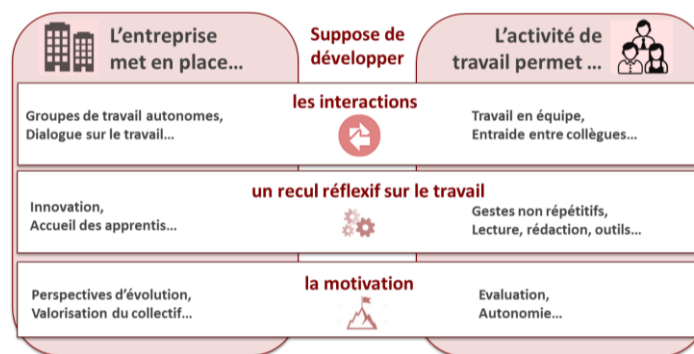 L'entreprise
met en place…
Suppose de
développer
L'activité de
travail permet …
les interactions
Groupes de travail autonomes,
Dialogue sur le travail…
Travail en équipe,
Entraide entre collègues…
un recul réflexif sur le travail
Innovation,
Accueil des apprentis…
Gestes non répétitifs,
Lecture, rédaction, outils…
la motivation
Perspectives d'évolution,
Valorisation du collectif…
Evaluation,
Autonomie…